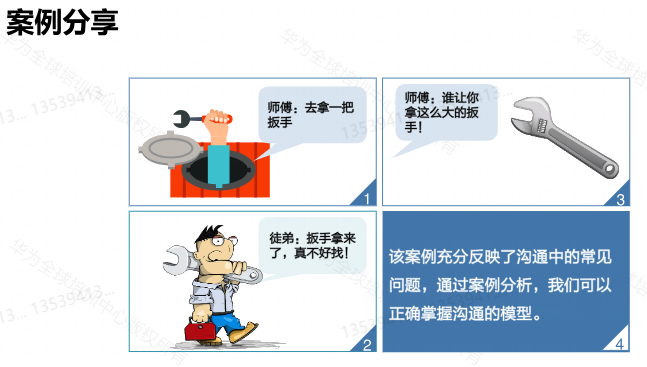 案例分享
师傅：去拿一把
扳手
1
徒弟：扳手拿来
了，真不好找！
2
师傅：谁让你
拿这么大的扳
手！
3
该案例充分反映了沟通中的常见
问题，通过案例分析，我们可以
正确掌握沟通的模型。
4